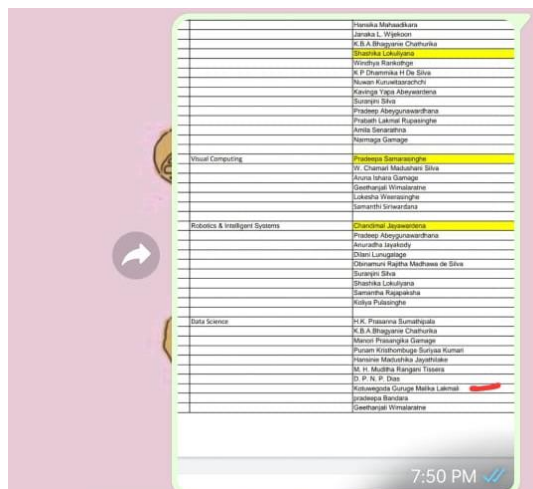 Hansika Mahaadikara
Janaka L. Wijekoon
K.B.A.Bhagyanie Chathurika
Shashika Lokuliyana
Windhya Rankothge
K P Dhammika H De Silva
Nuwan Kuruwitaarachchi
Kavinga Yapa Abeywardena
Suranjini Silva
Pradeep Abeygunawardhana
Prabath Lakmal Rupasinghe
Amila Senarathna
Narmaga Gamage
Visual Computing Pradeepa Samarasinghe
W. Chamari Madushani Silva
Aruna Ishara Gamage
Geethanjali Wimalaratne
Lokesha Weerasinghe
Samanthi Siriwardana
Robotics & Intelligent Systems Chandimal Jayawardena
Pradeep Abeygunawardhana
Anuradha Jayakody
Dilani Lunugalage
Obinamuni Rajitha Madhawa de Silva
Suranjini Silva
Shashika Lokuliyana
Samantha Rajapaksha
Koliya Pulasinghe
Data Science H.K. Prasanna Sumathipala
K.B.A.Bhagyanie Chathurika
Manori Prasangika Gamage
Punam Kristhombuge Suriyaa Kumari
Hansinie Madushika Jayathilake
M. H. Muditha Rangani Tissera
D. P. N. P. Dias
Kotuwegoda Guruge Malika Lakmali
pradeepa Bandara
Geethanjali Wimalaratne
7:50 PM